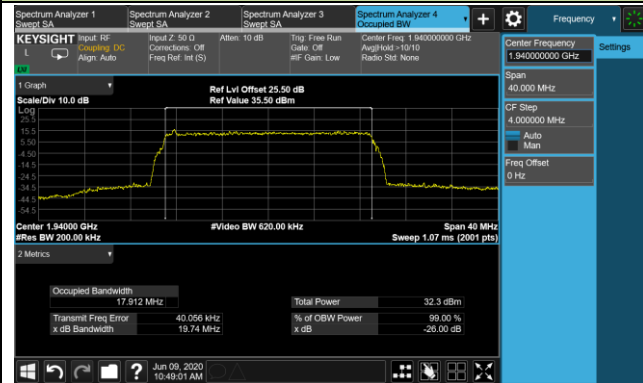 Spectrum Analyzer 1
Swept SA
Spectrum Analyzer 2
Swept SA
Spectrum Analyzer 3
Swept SA
Spectrum Analyzer 4
Occupied BW
Frequency
KEYSIGHT
L
Input: RF
Coupling: DC
Align: Auto
Input Z: 50 Ω
Corrections: Off
Freq Ref: Int (S)
Atten: 10 dB
Trig: Free Run
Gate: Off
#IF Gain: Low
Center Freq: 1.940000000 GHz
Avg|Hold:>10/10
Radio Std: None
1 Graph
Scale/Div 10.0 dB
Ref Lvl Offset 25.50 dB
Ref Value 35.50 dBm
Log
25.5
15.5
5.50
-4.50
-14.5
-24.5
-34.5
-44.5
-54.5
Center 1.94000 GHz
#Video BW 620.00 kHz
Span 40 MHz
#Res BW 200.00 kHz
Sweep 1.07 ms (2001 pts)
2 Metrics
Occupied Bandwidth
17.912 MHz
Total Power
32.3 dBm
Transmit Freq Error
40.056 kHz
% of OBW Power
99.00 %
x dB Bandwidth
19.74 MHz
x dB
-26.00 dB
Jun 09, 2020
10:49:01 AM
Center Frequency
1.940000000 GHz
Settings
Span
40.000 MHz
CF Step
4.000000 MHz
Auto
Man
Freq Offset
0 Hz